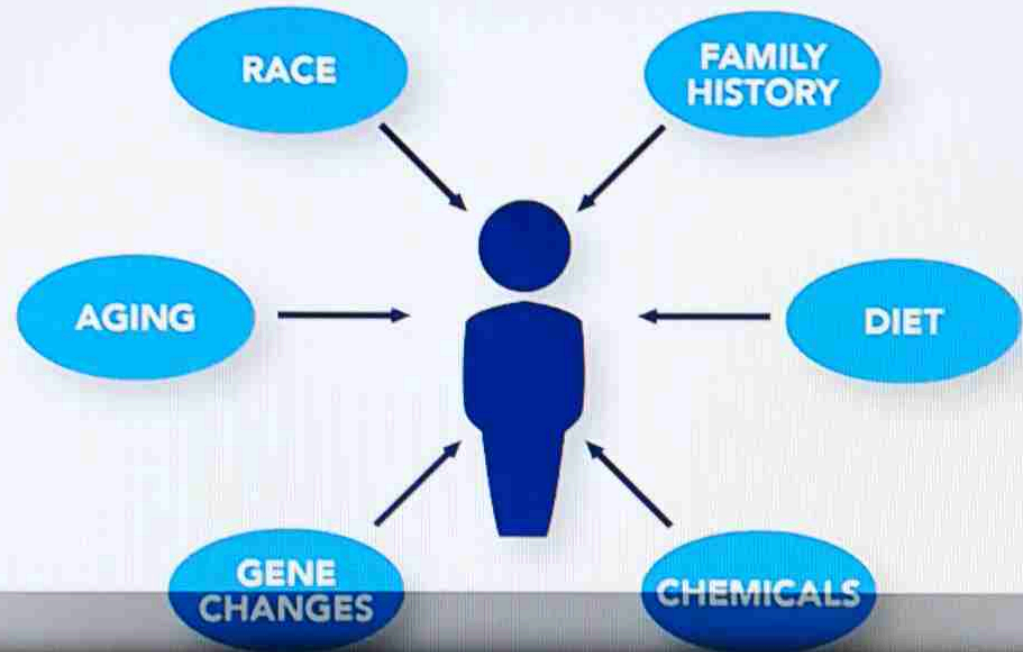 RACE
FAMILY
HISTORY
AGING
DIET
GENE
CHANGES
CHEMICALS